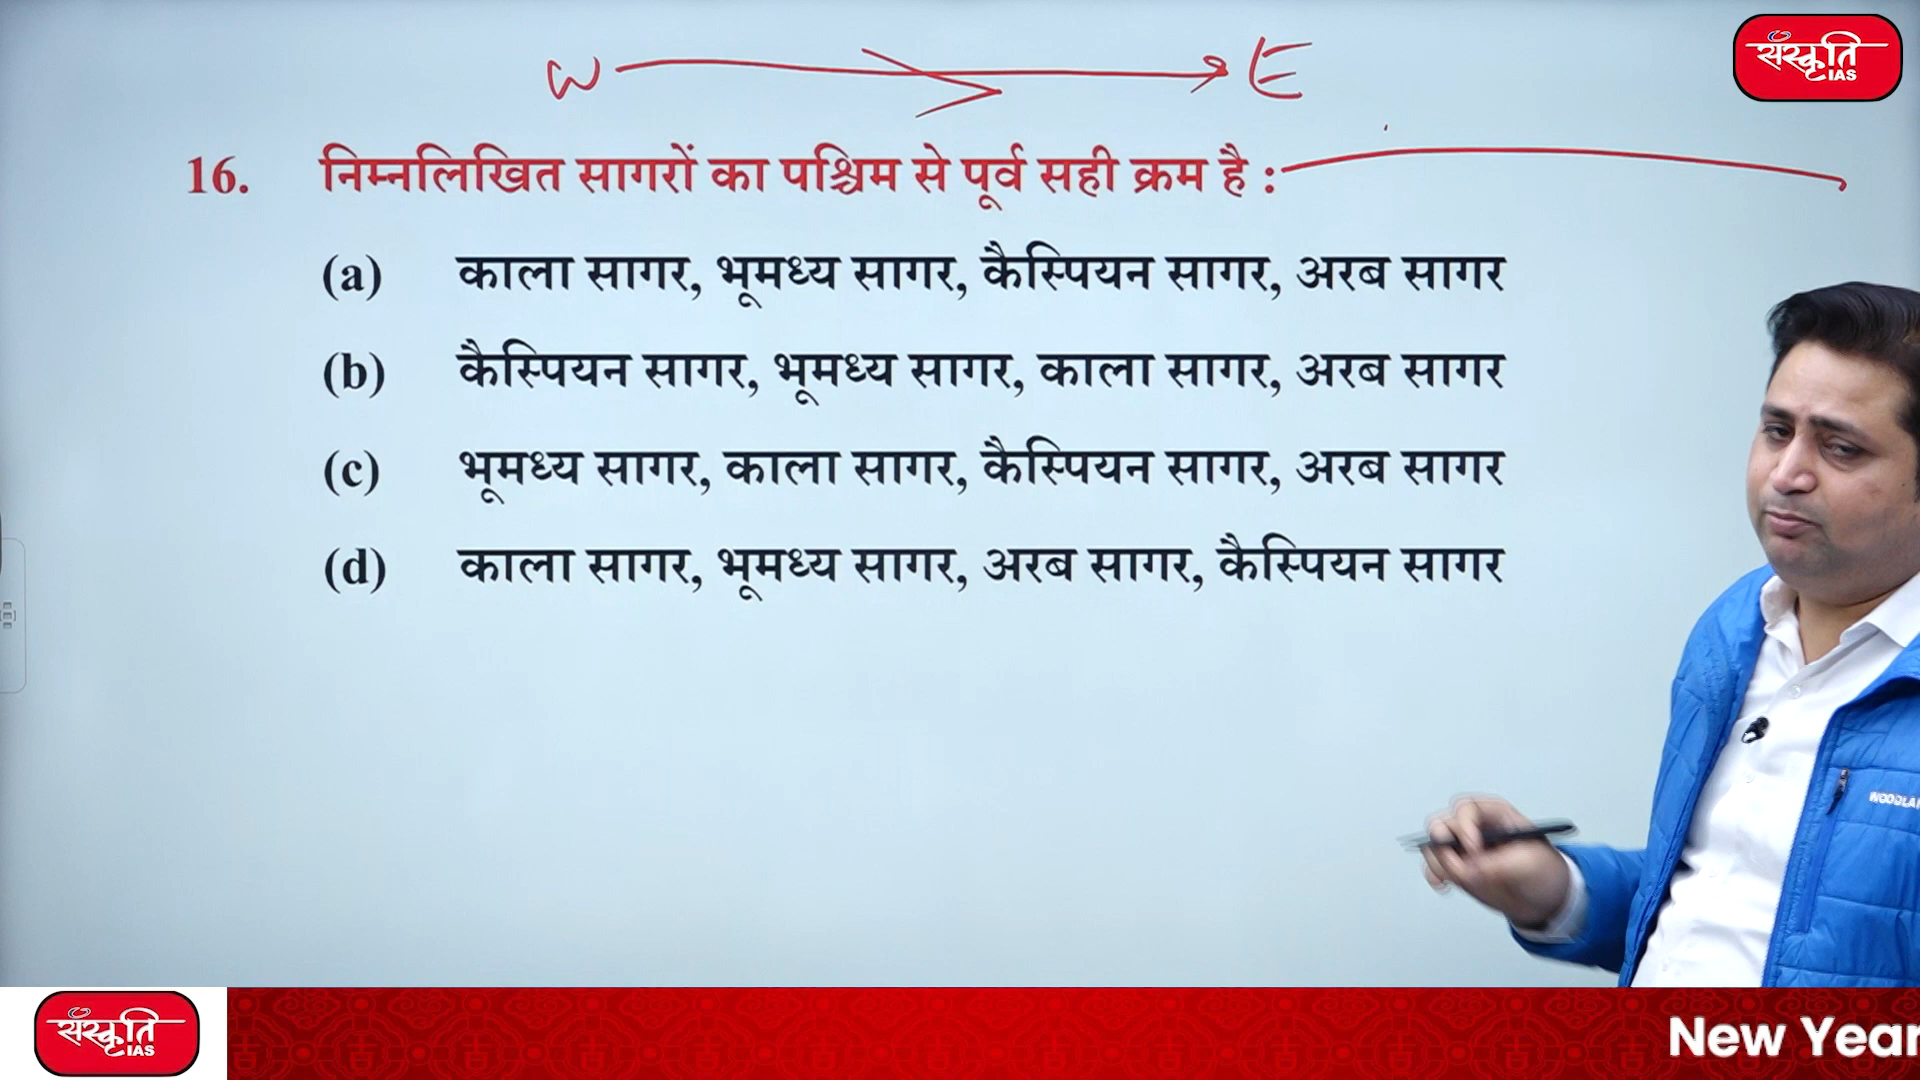 W E
संस्कृति
IAS
16. निम्नलिखित सागरों का पश्चिम से पूर्व सही क्रम है :
(a) काला सागर, भूमध्य सागर, कैस्पियन सागर, अरब सागर
(b) कैस्पियन सागर, भूमध्य सागर, काला सागर, अरब सागर
(c) भूमध्य सागर, काला सागर, कैस्पियन सागर, अरब सागर
(d) काला सागर, भूमध्य सागर, अरब सागर, कैस्पियन सागर
WOODLAN
संस्कृति
IAS
New Year